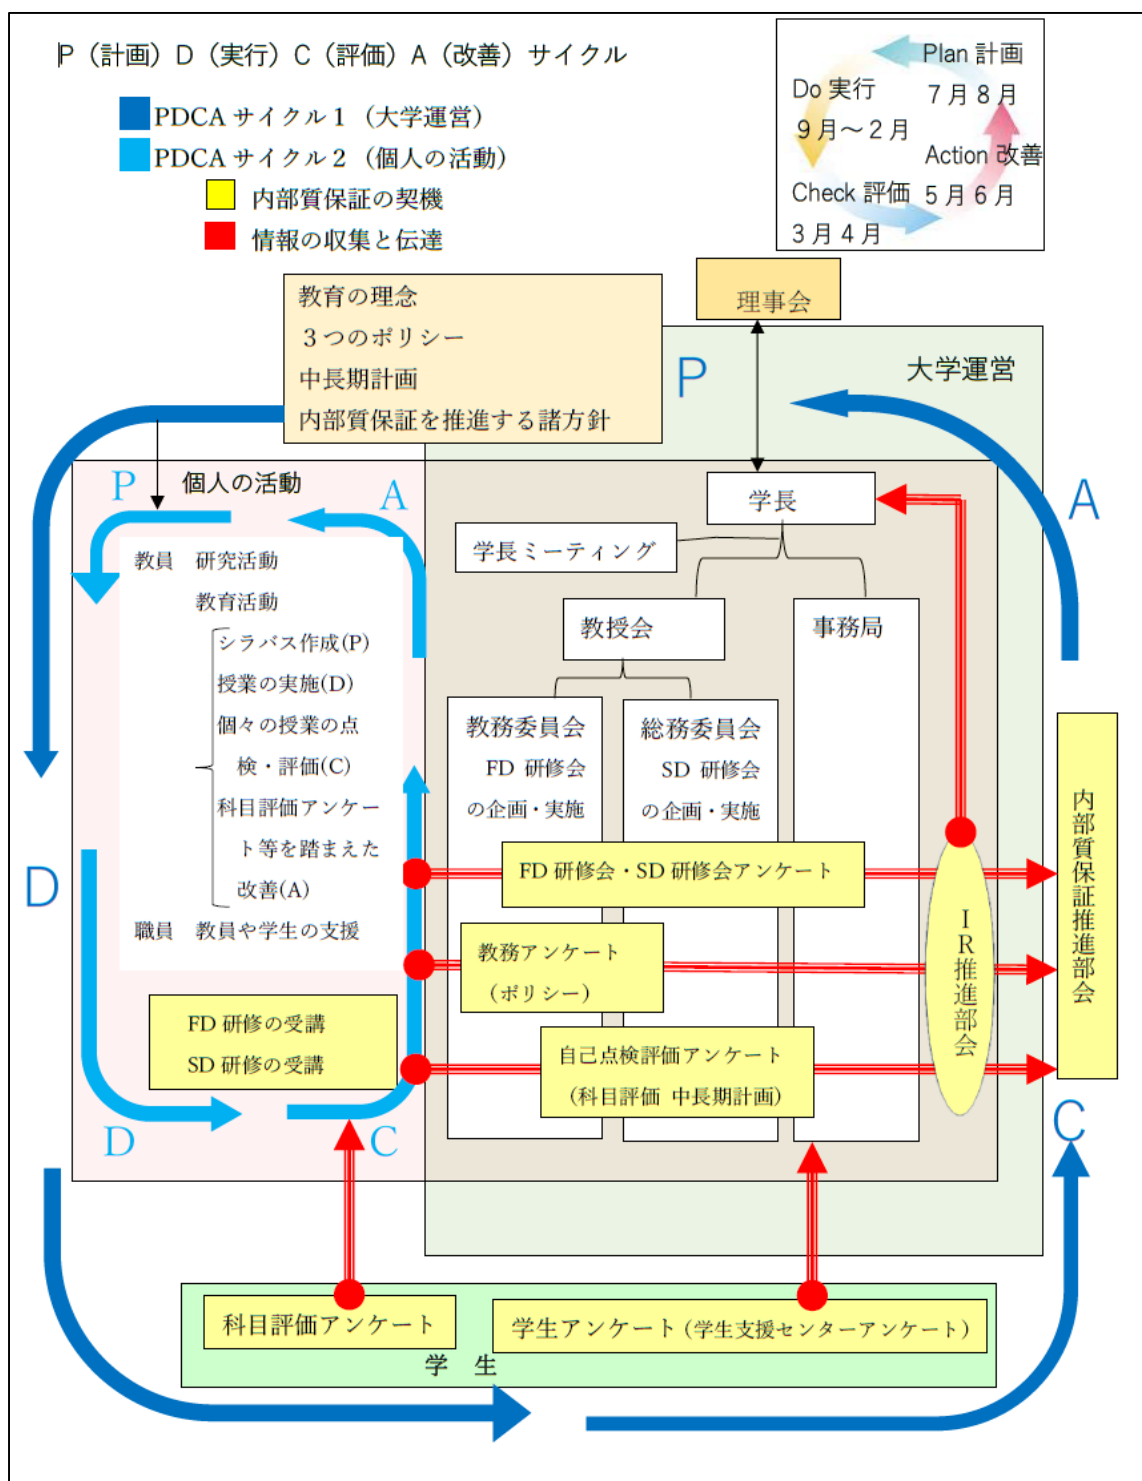 P（計画）D（実行）C（評価）A（改善）サイクル
PDCA サイクル１（大学運営）
PDCA サイクル２（個人の活動）
内部質保証の契機
情報の収集と伝達
Plan 計画
７月８月
Do 実行
９月～２月
Action 改善
５月６月
Check 評価
３月４月
理事会
教育の理念
３つのポリシー
中長期計画
内部質保証を推進する諸方針
P
大学運営
A
個人の活動
P
A
学長
学長ミーティング
教授会
事務局
教員　研究活動
教育活動
シラバス作成(P)
授業の実施(D)
個々の授業の点
検・評価(C)
科目評価アンケー
ト等を踏まえた
改善(A)
職員　教員や学生の支援
教務委員会
FD 研修会
の企画・実施
総務委員会
SD 研修会
の企画・実施
FD 研修会・SD 研修会アンケート
教務アンケート
（ポリシー）
自己点検評価アンケート
（科目評価 中長期計画）
IR推進部会
内部質保証推進部会
D
FD 研修の受講
SD 研修の受講
D
C
C
科目評価アンケート
学生アンケート（学生支援センターアンケート）
学　生